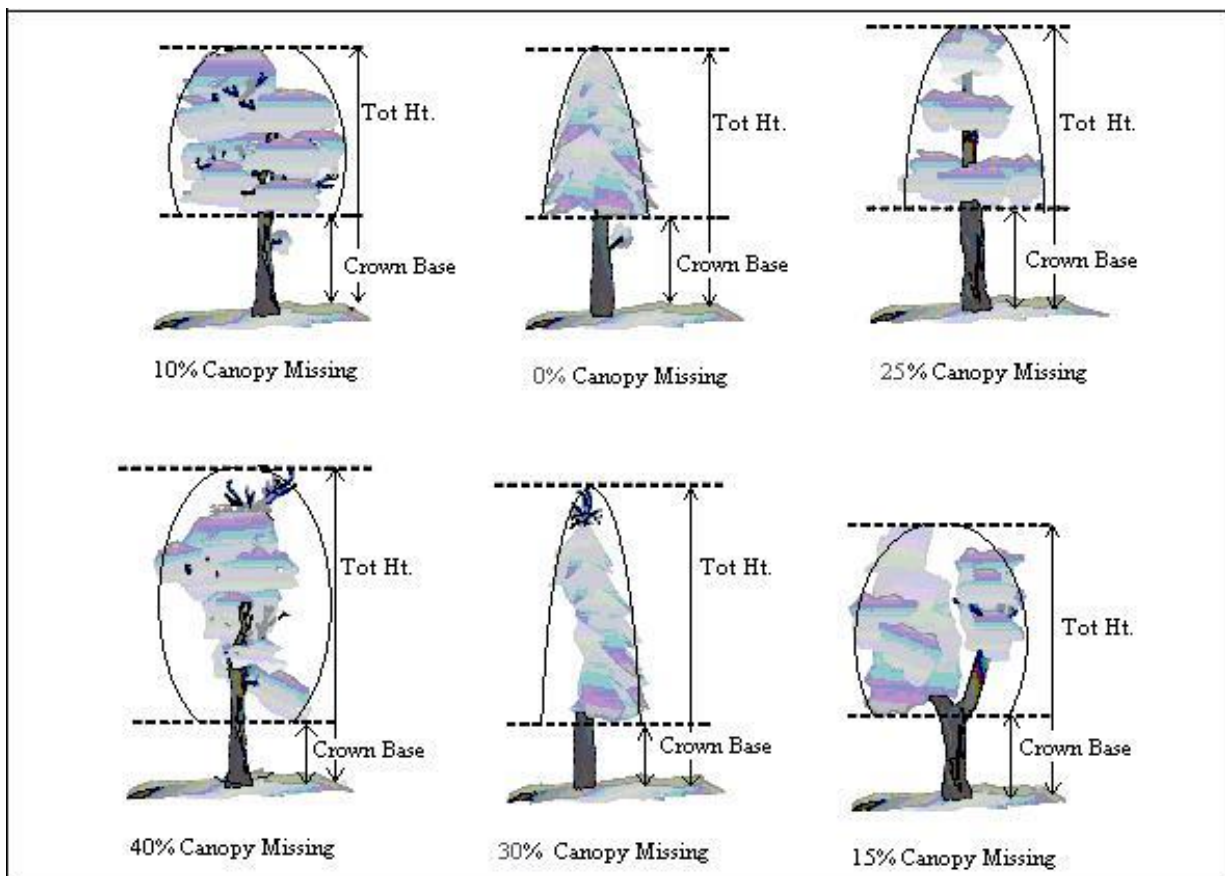 Tot Ht.
Crown Base
10% Canopy Missing
Tot Ht.
Crown Base
0% Canopy Missing
Tot Ht.
Crown Base
25% Canopy Missing
Tot Ht.
Crown Base
40% Canopy Missing
Tot Ht.
Crown Base
30% Canopy Missing
Tot Ht.
Crown Base
15% Canopy Missing